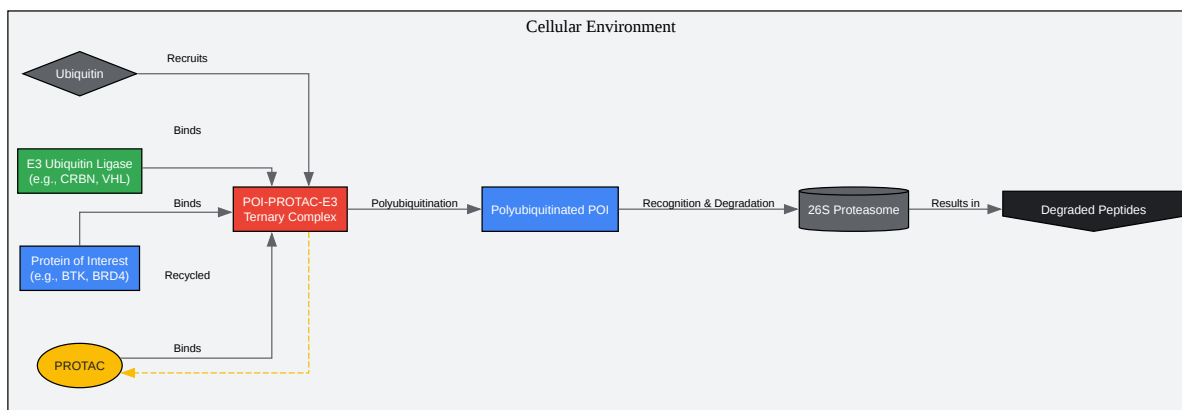 Cellular Environment
Recruits
Ubiquitin
Binds
E3 Ubiquitin Ligase
(e.g., CRBN, VHL)
Binds
POI-PROTAC-E3
Ternary Complex
Polyubiquitination
Polyubiquitinated POI
Recognition & Degradation
26S Proteasome
Results in
Degraded Peptides
Protein of Interest
(e.g., BTK, BRD4)
Recycled
Binds
PROTAC